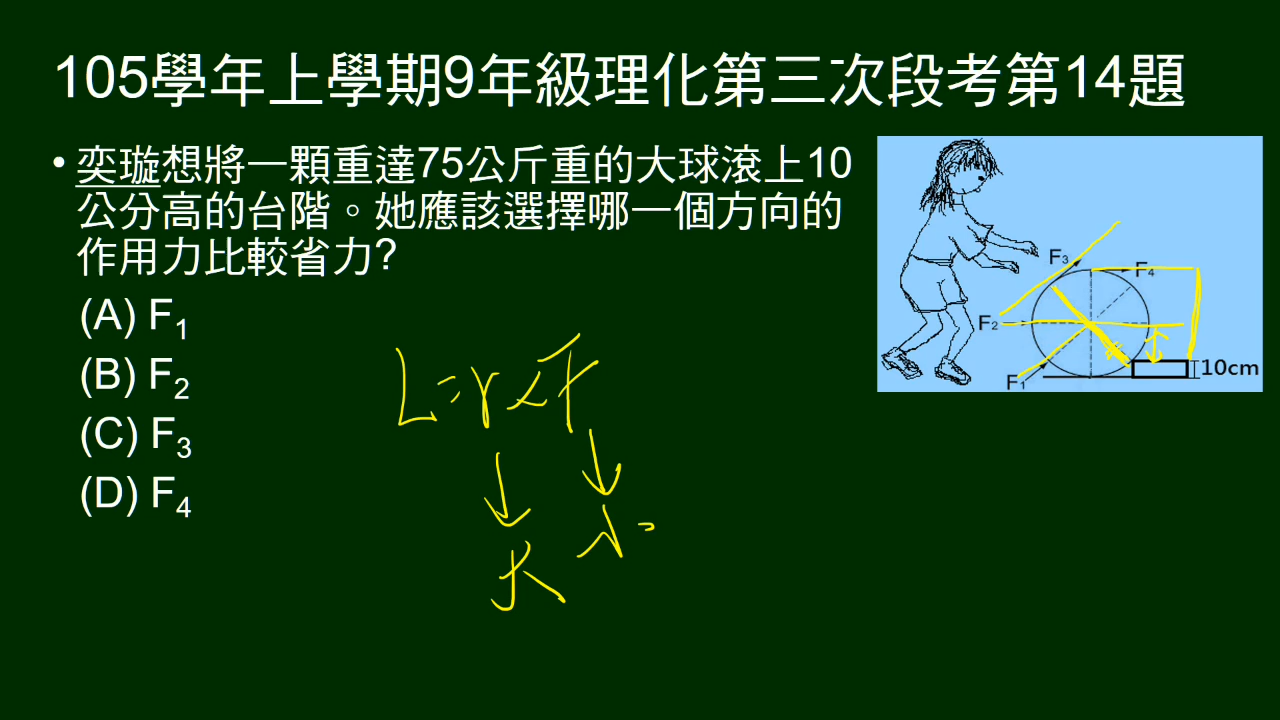 105學年上學期9年級理化第三次段考第14題
• 奕璇想將一顆重達75公斤重的大球滾上10
公分高的台階。她應該選擇哪一個方向的
作用力比較省力?
(A) F₁
(B) F₂
(C) F₃
(D) F₄
F₃
F₄
F₂
F₁
10cm
L=r×F
大